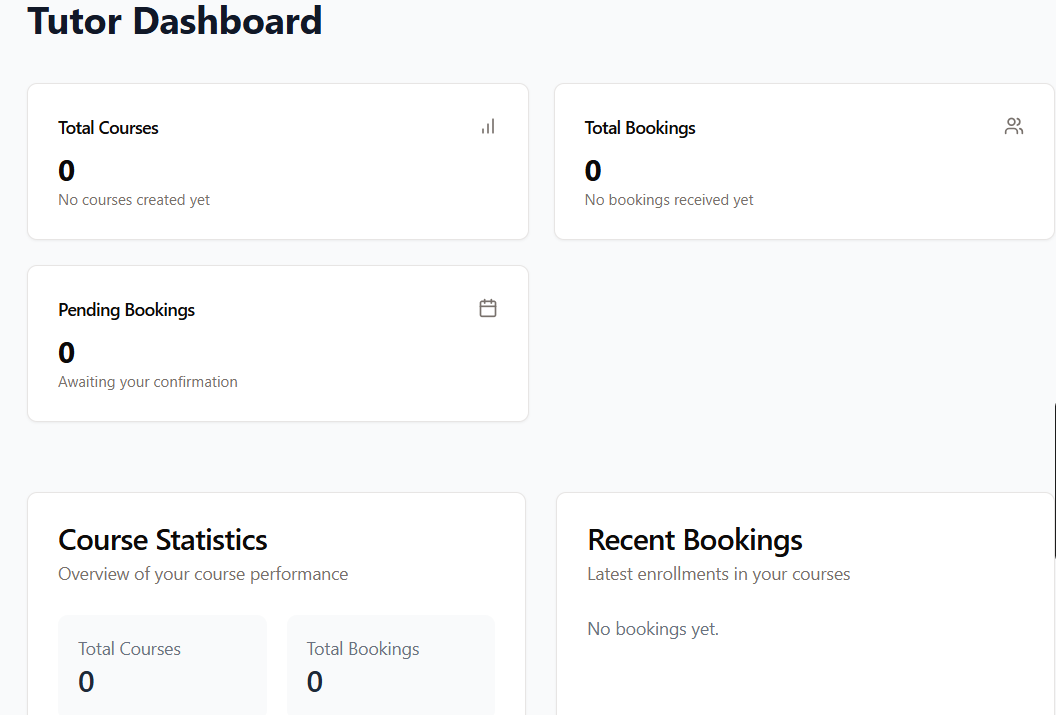 Tutor Dashboard
Total Courses
0
No courses created yet
Total Bookings
0
No bookings received yet
Pending Bookings
0
Awaiting your confirmation
Course Statistics
Overview of your course performance
Total Courses
0
Total Bookings
0
Recent Bookings
Latest enrollments in your courses
No bookings yet.